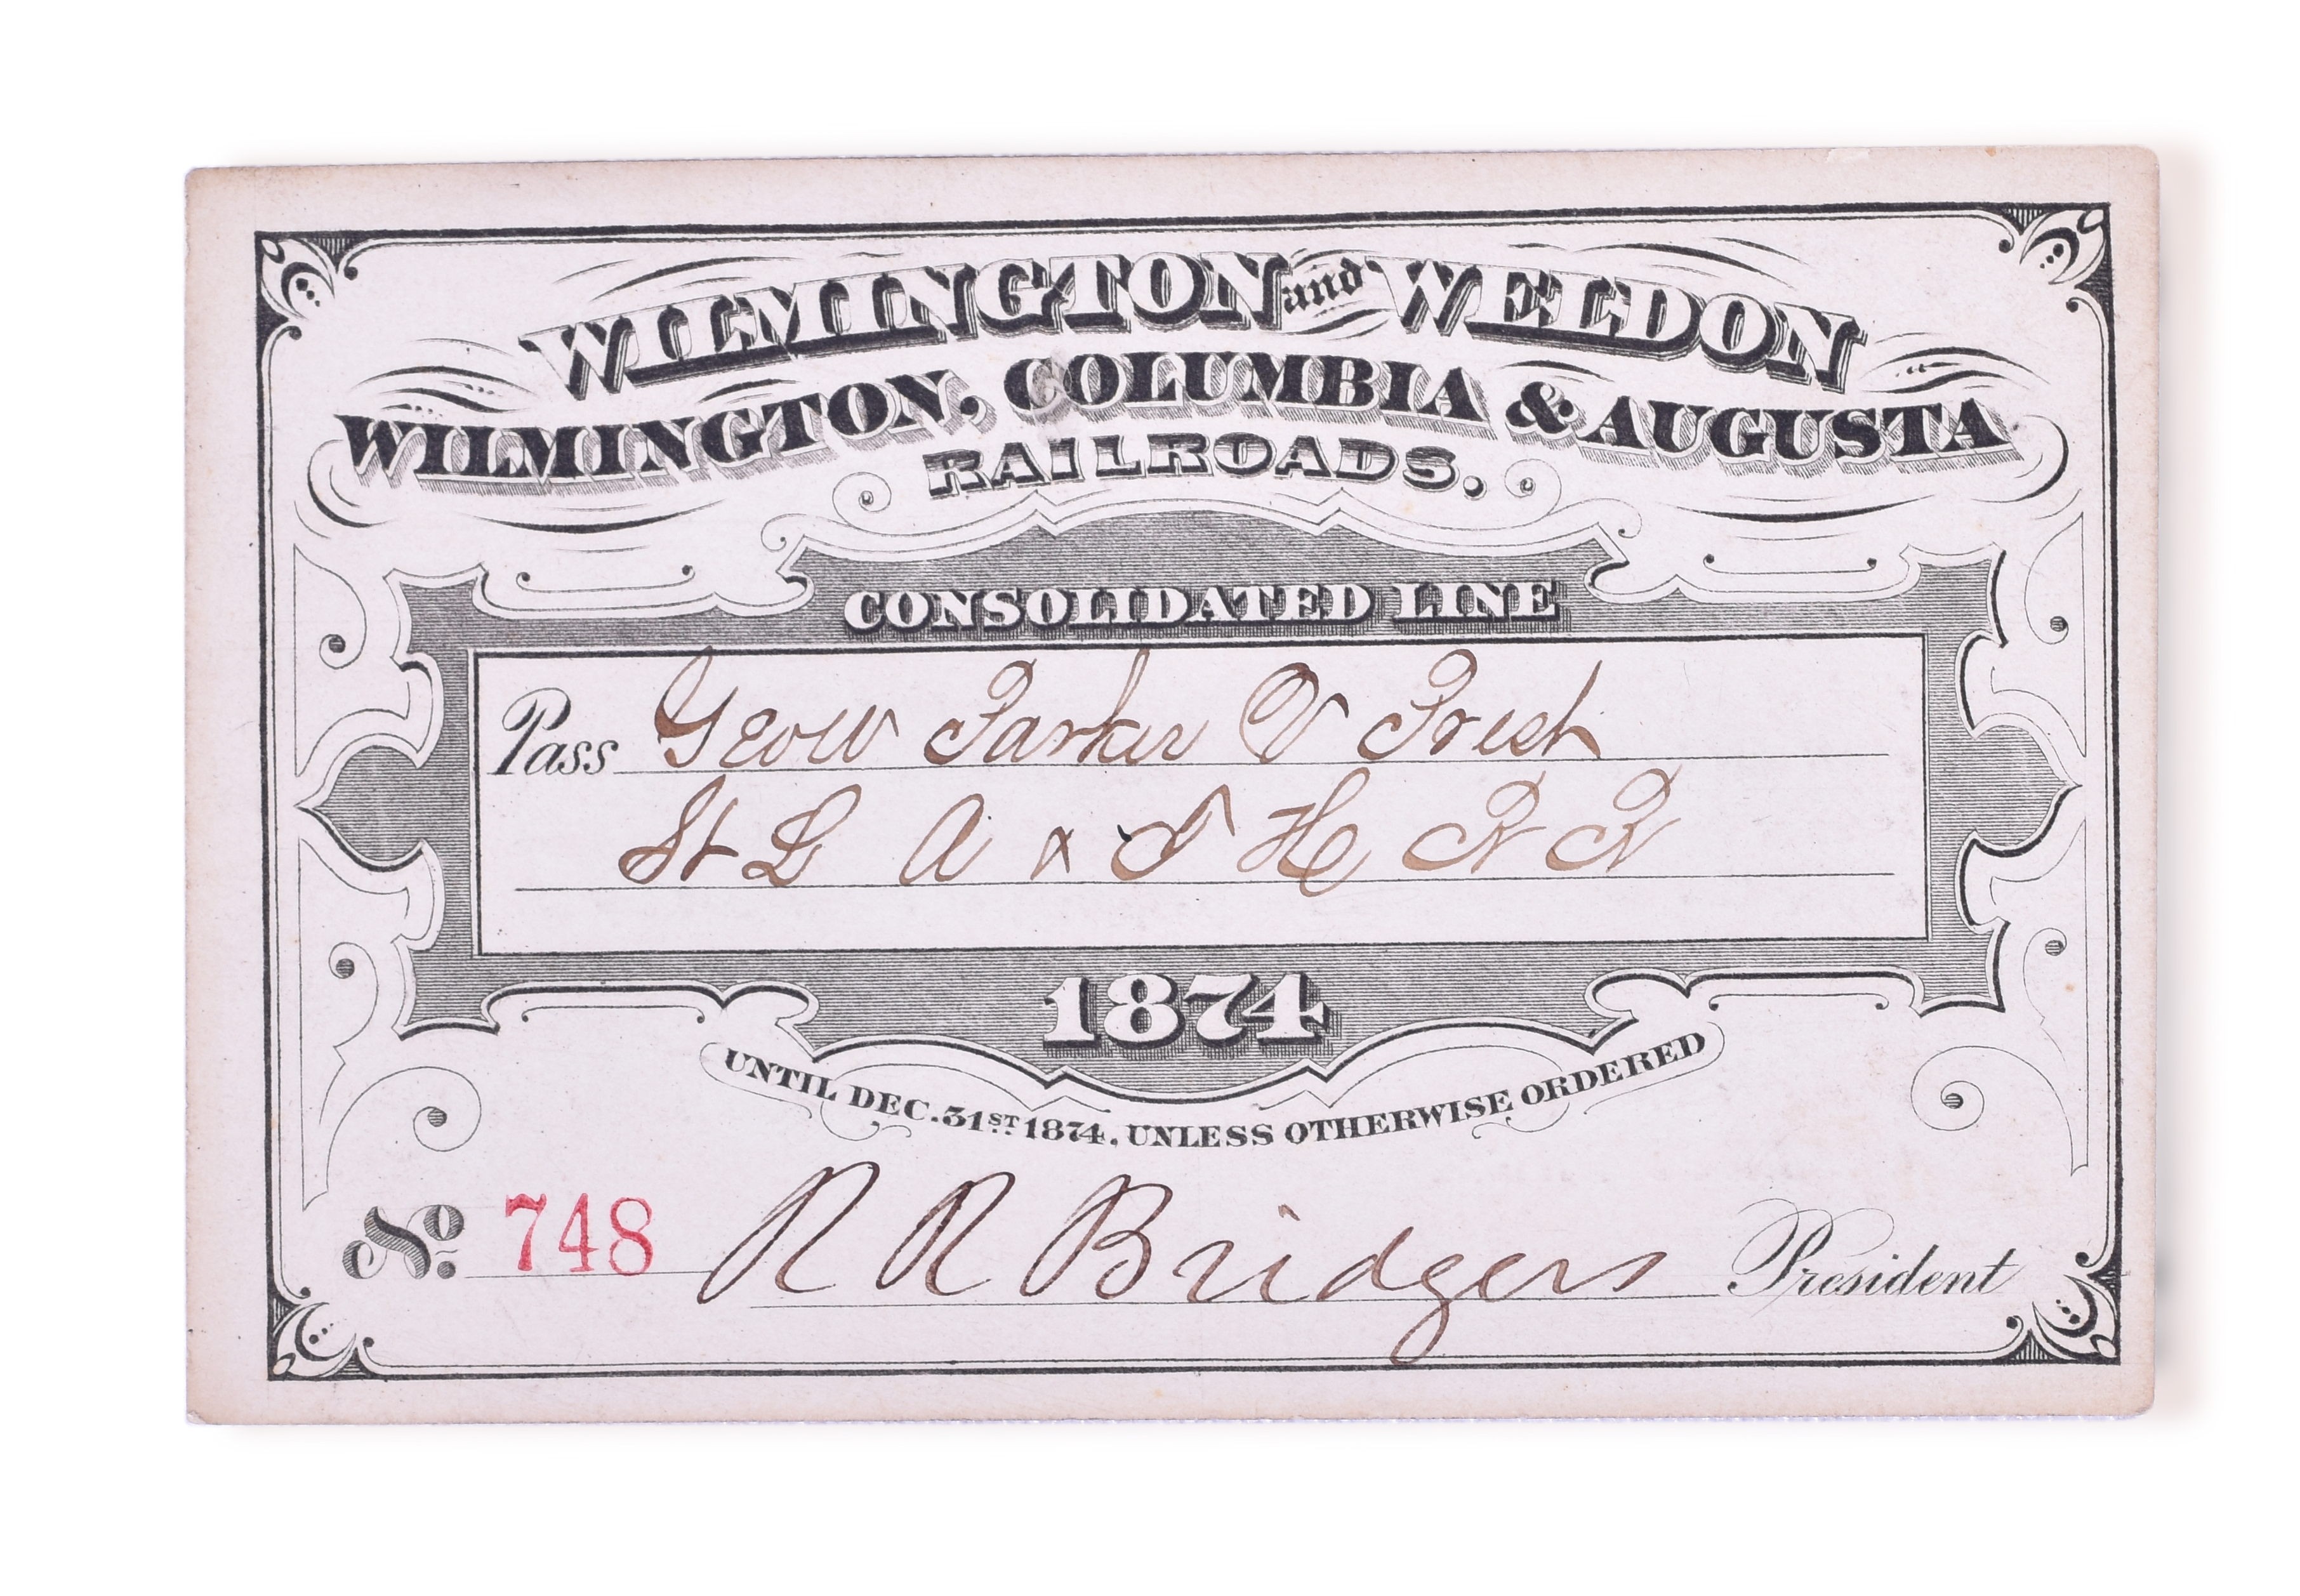 WILMINGTON and WELDON
WILMINGTON, COLUMBIA & AUGUSTA
RAILROADS.
CONSOLIDATED LINE
Pass Geo W Parker V Prest
St L A & T H R R
1874
UNTIL DEC. 31ST 1874, UNLESS OTHERWISE ORDERED
No. 748 R R Bridgers President